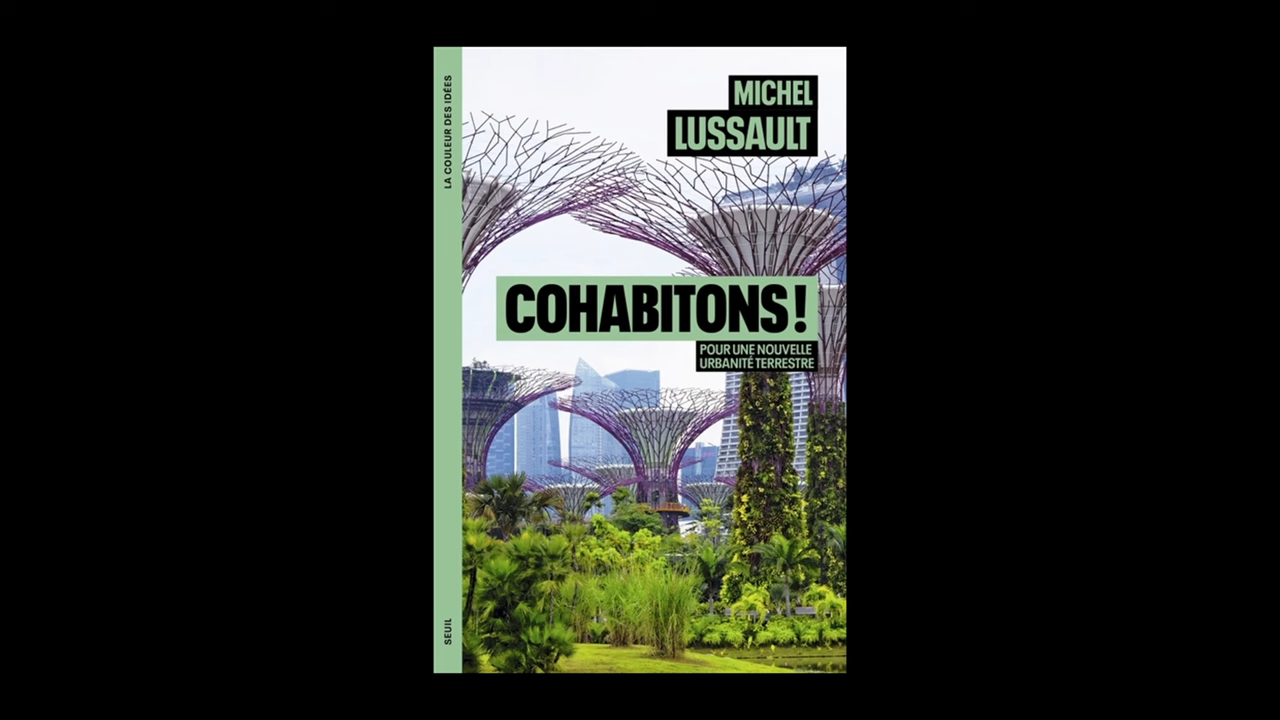 LA COULEUR DES IDÉES
MICHEL
LUSSAULT
COHABITONS !
POUR UNE NOUVELLE
URBANITÉ TERRESTRE
SEUIL